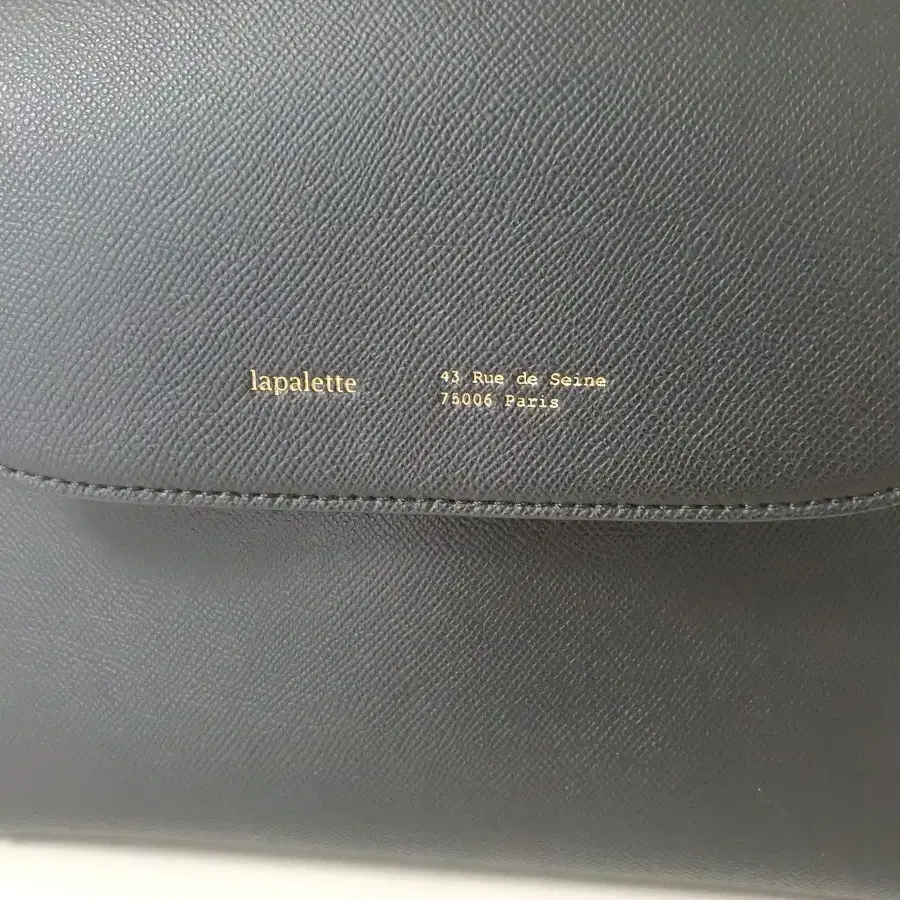 lapalette
43 Rue de Seine
75006 Paris